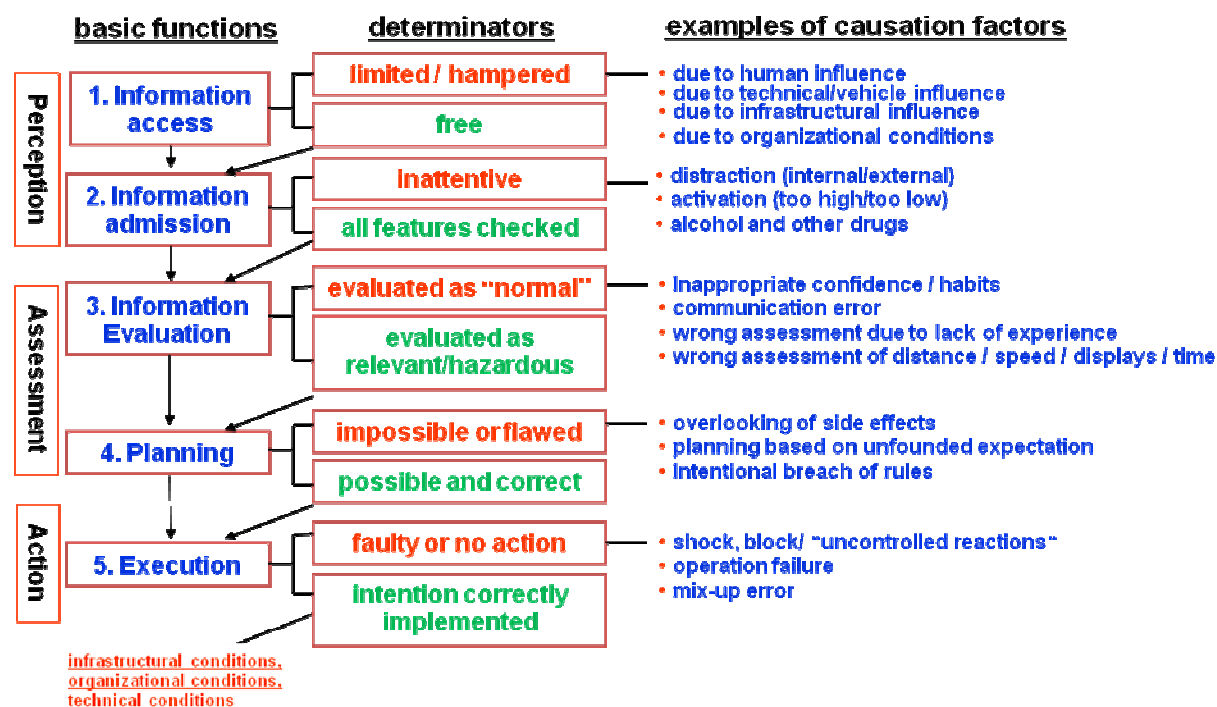 basic functions
determinators
examples of causation factors
Perception
1. Information
access
limited / hampered
free
• due to human influence
• due to technical/vehicle influence
• due to infrastructural influence
• due to organizational conditions
2. Information
admission
inattentive
all features checked
• distraction (internal/external)
• activation (too high/too low)
• alcohol and other drugs
Assessment
3. Information
Evaluation
evaluated as “normal”
evaluated as
relevant/hazardous
• Inappropriate confidence / habits
• communication error
• wrong assessment due to lack of experience
• wrong assessment of distance / speed / displays / time
4. Planning
impossible or flawed
possible and correct
• overlooking of side effects
• planning based on unfounded expectation
• Intentional breach of rules
Action
5. Execution
faulty or no action
intention correctly
implemented
• shock, block/ “uncontrolled reactions“
• operation failure
• mix-up error
infrastructural conditions,
organizational conditions,
technical conditions